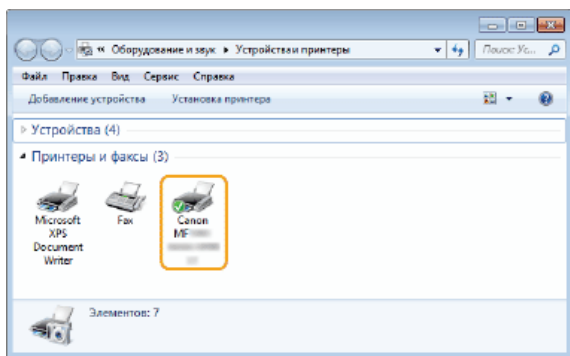 « Оборудование и звук ▸ Устройства и принтеры
Поиск: Ус...
Файл Правка Вид Сервис Справка
Добавление устройства Установка принтера
Устройства (4)
Принтеры и факсы (3)
Microsoft
XPS
Document
Writer
Fax
Canon
MF
Элементов: 7